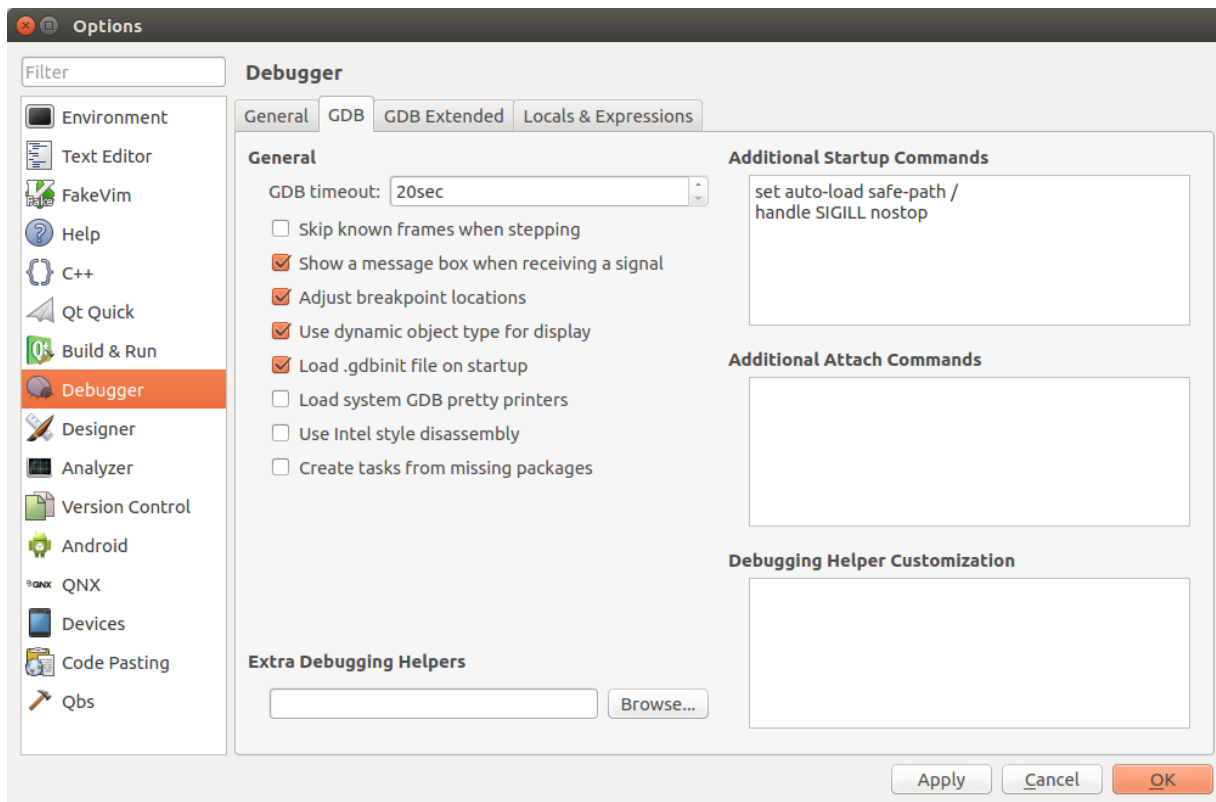 Options
Filter
Environment
Text Editor
FakeVim
Help
C++
Qt Quick
Build & Run
Debugger
Designer
Analyzer
Version Control
Android
QNX
Devices
Code Pasting
Qbs
Debugger
General
GDB
GDB Extended
Locals & Expressions
General
GDB timeout: 20sec
Skip known frames when stepping
Show a message box when receiving a signal
Adjust breakpoint locations
Use dynamic object type for display
Load .gdbinit file on startup
Load system GDB pretty printers
Use Intel style disassembly
Create tasks from missing packages
Extra Debugging Helpers
Browse...
Additional Startup Commands
set auto-load safe-path /
handle SIGILL nostop
Additional Attach Commands
Debugging Helper Customization
Apply
Cancel
OK